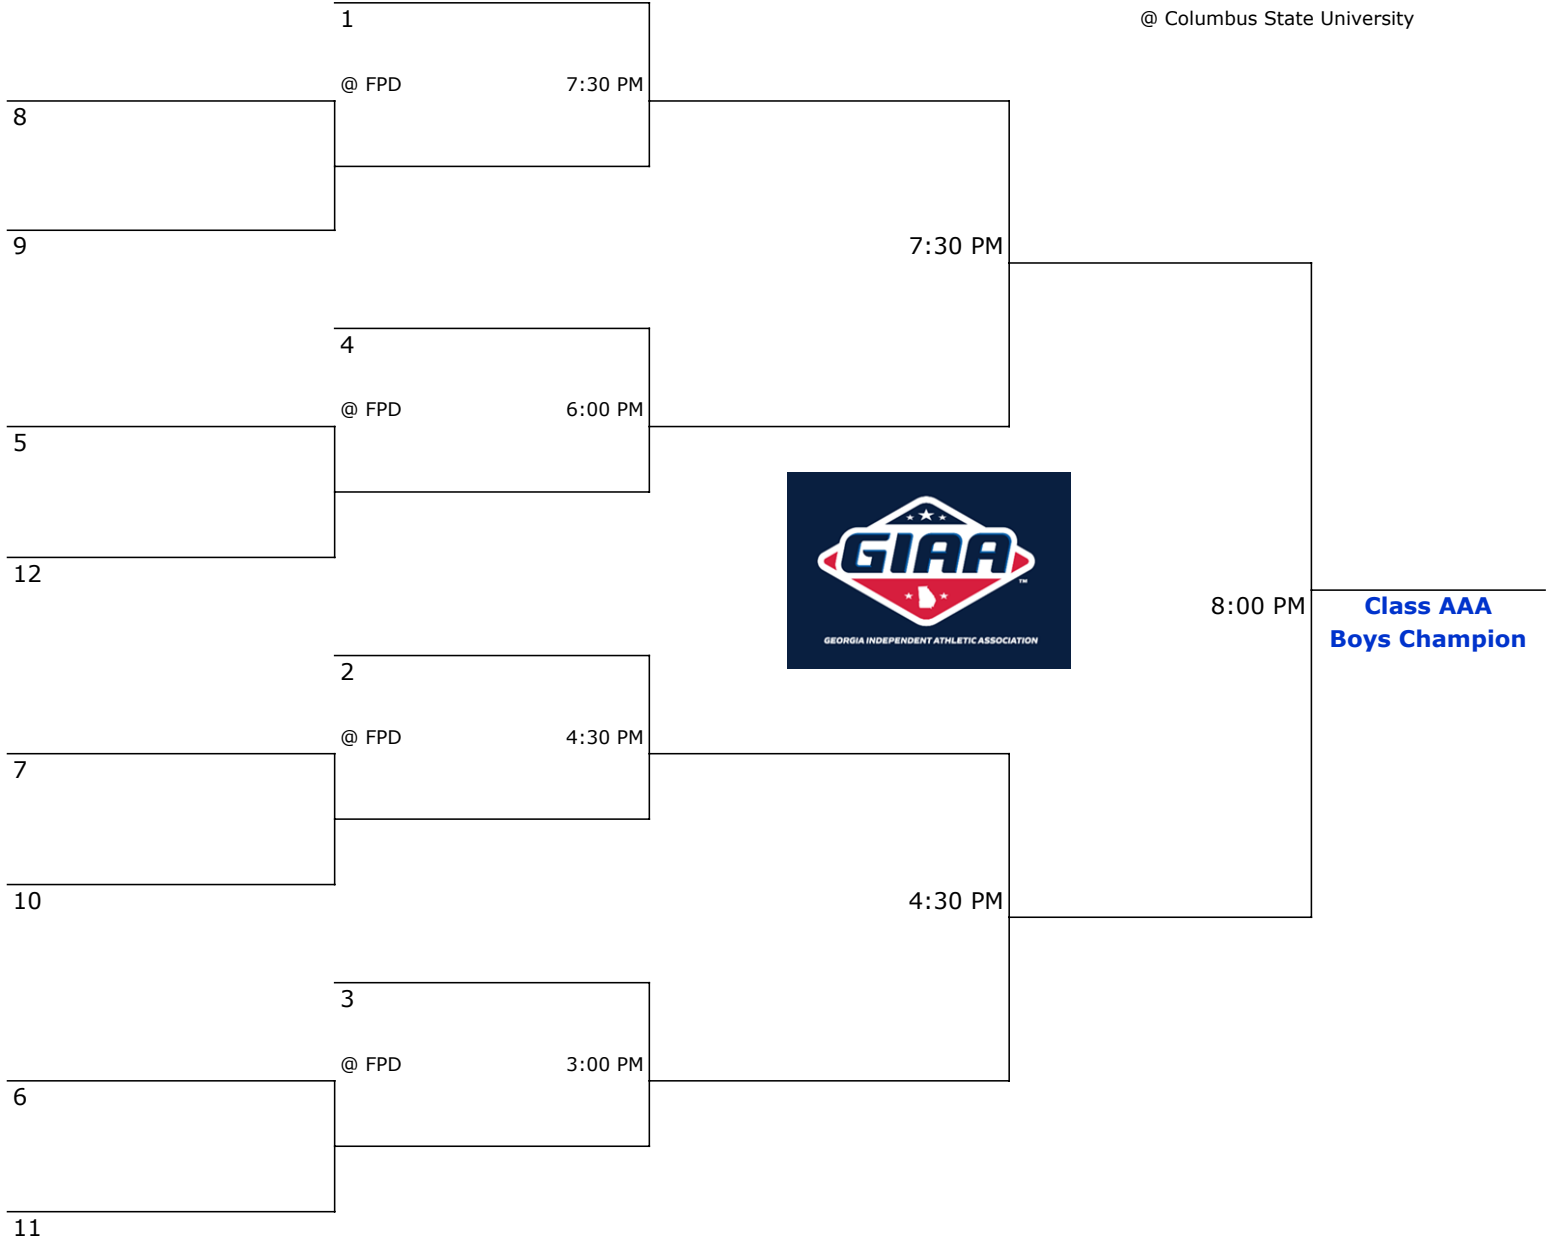 1
@ Columbus State University
@ FPD 7:30 PM
8
9
7:30 PM
4
@ FPD 6:00 PM
5
GIAA
TM
GEORGIA INDEPENDENT ATHLETIC ASSOCIATION
12
8:00 PM
Class AAA
Boys Champion
2
@ FPD 4:30 PM
7
10
4:30 PM
3
@ FPD 3:00 PM
6
11